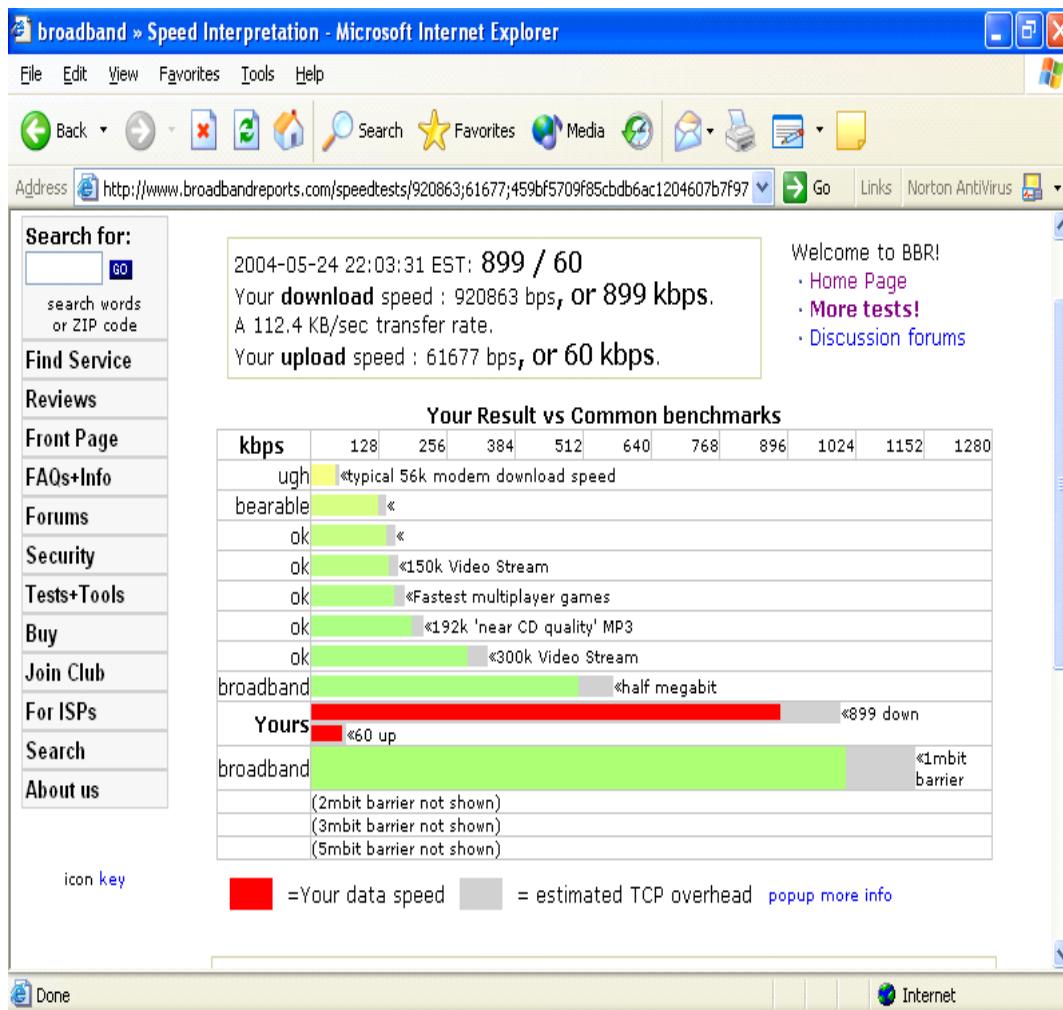 broadband » Speed Interpretation - Microsoft Internet Explorer
File Edit View Favorites Tools Help
Back Search Favorites Media
Address http://www.broadbandreports.com/speedtests/920863;61677;459bf5709f85cbdb6ac1204607b7f97 Go Links Norton AntiVirus
Search for:
GO
search words
or ZIP code
Find Service
Reviews
Front Page
FAQs+Info
Forums
Security
Tests+Tools
Buy
Join Club
For ISPs
Search
About us
icon key
2004-05-24 22:03:31 EST: 899 / 60
Your download speed : 920863 bps, or 899 kbps.
A 112.4 KB/sec transfer rate.
Your upload speed : 61677 bps, or 60 kbps.
Welcome to BBR!
· Home Page
· More tests!
· Discussion forums
Your Result vs Common benchmarks
kbps 128 256 384 512 640 768 896 1024 1152 1280
ugh «typical 56k modem download speed
bearable «
ok «
ok «150k Video Stream
ok «Fastest multiplayer games
ok «192k 'near CD quality' MP3
ok «300k Video Stream
broadband «half megabit
Yours «899 down
«60 up
broadband «1mbit
barrier
(2mbit barrier not shown)
(3mbit barrier not shown)
(5mbit barrier not shown)
=Your data speed = estimated TCP overhead popup more info
Done Internet